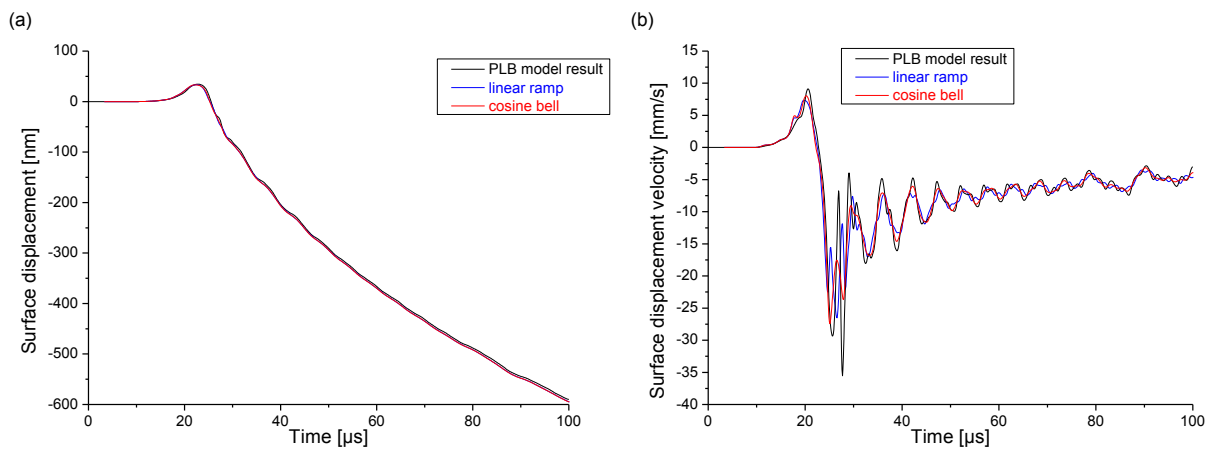 (a)
100
0
-100
-200
-300
-400
-500
-600
Surface displacement [nm]
PLB model result
linear ramp
cosine bell
0 20 40 60 80 100
Time [µs]
(b)
15
10
5
0
-5
-10
-15
-20
-25
-30
-35
-40
Surface displacement velocity [mm/s]
PLB model result
linear ramp
cosine bell
0 20 40 60 80 100
Time [µs]